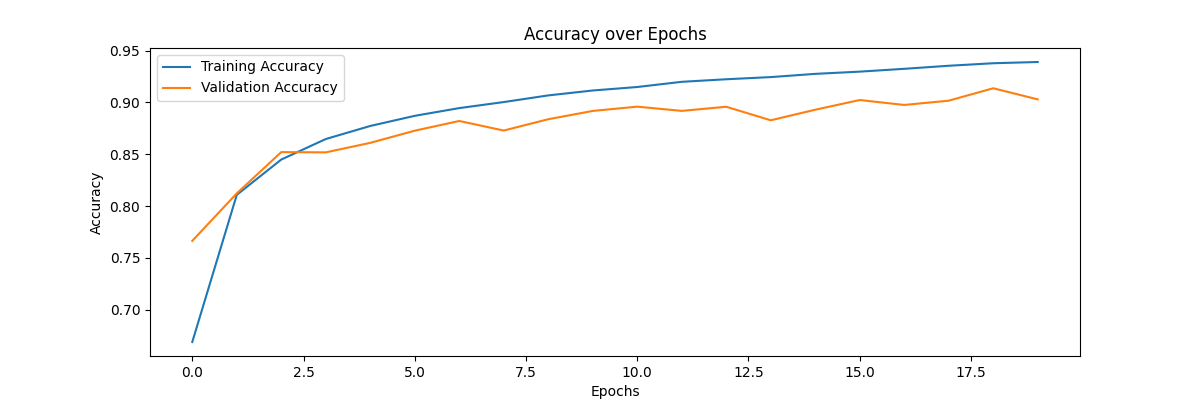 Accuracy over Epochs
Training Accuracy
Validation Accuracy
Accuracy
0.95
0.90
0.85
0.80
0.75
0.70
0.0 2.5 5.0 7.5 10.0 12.5 15.0 17.5
Epochs